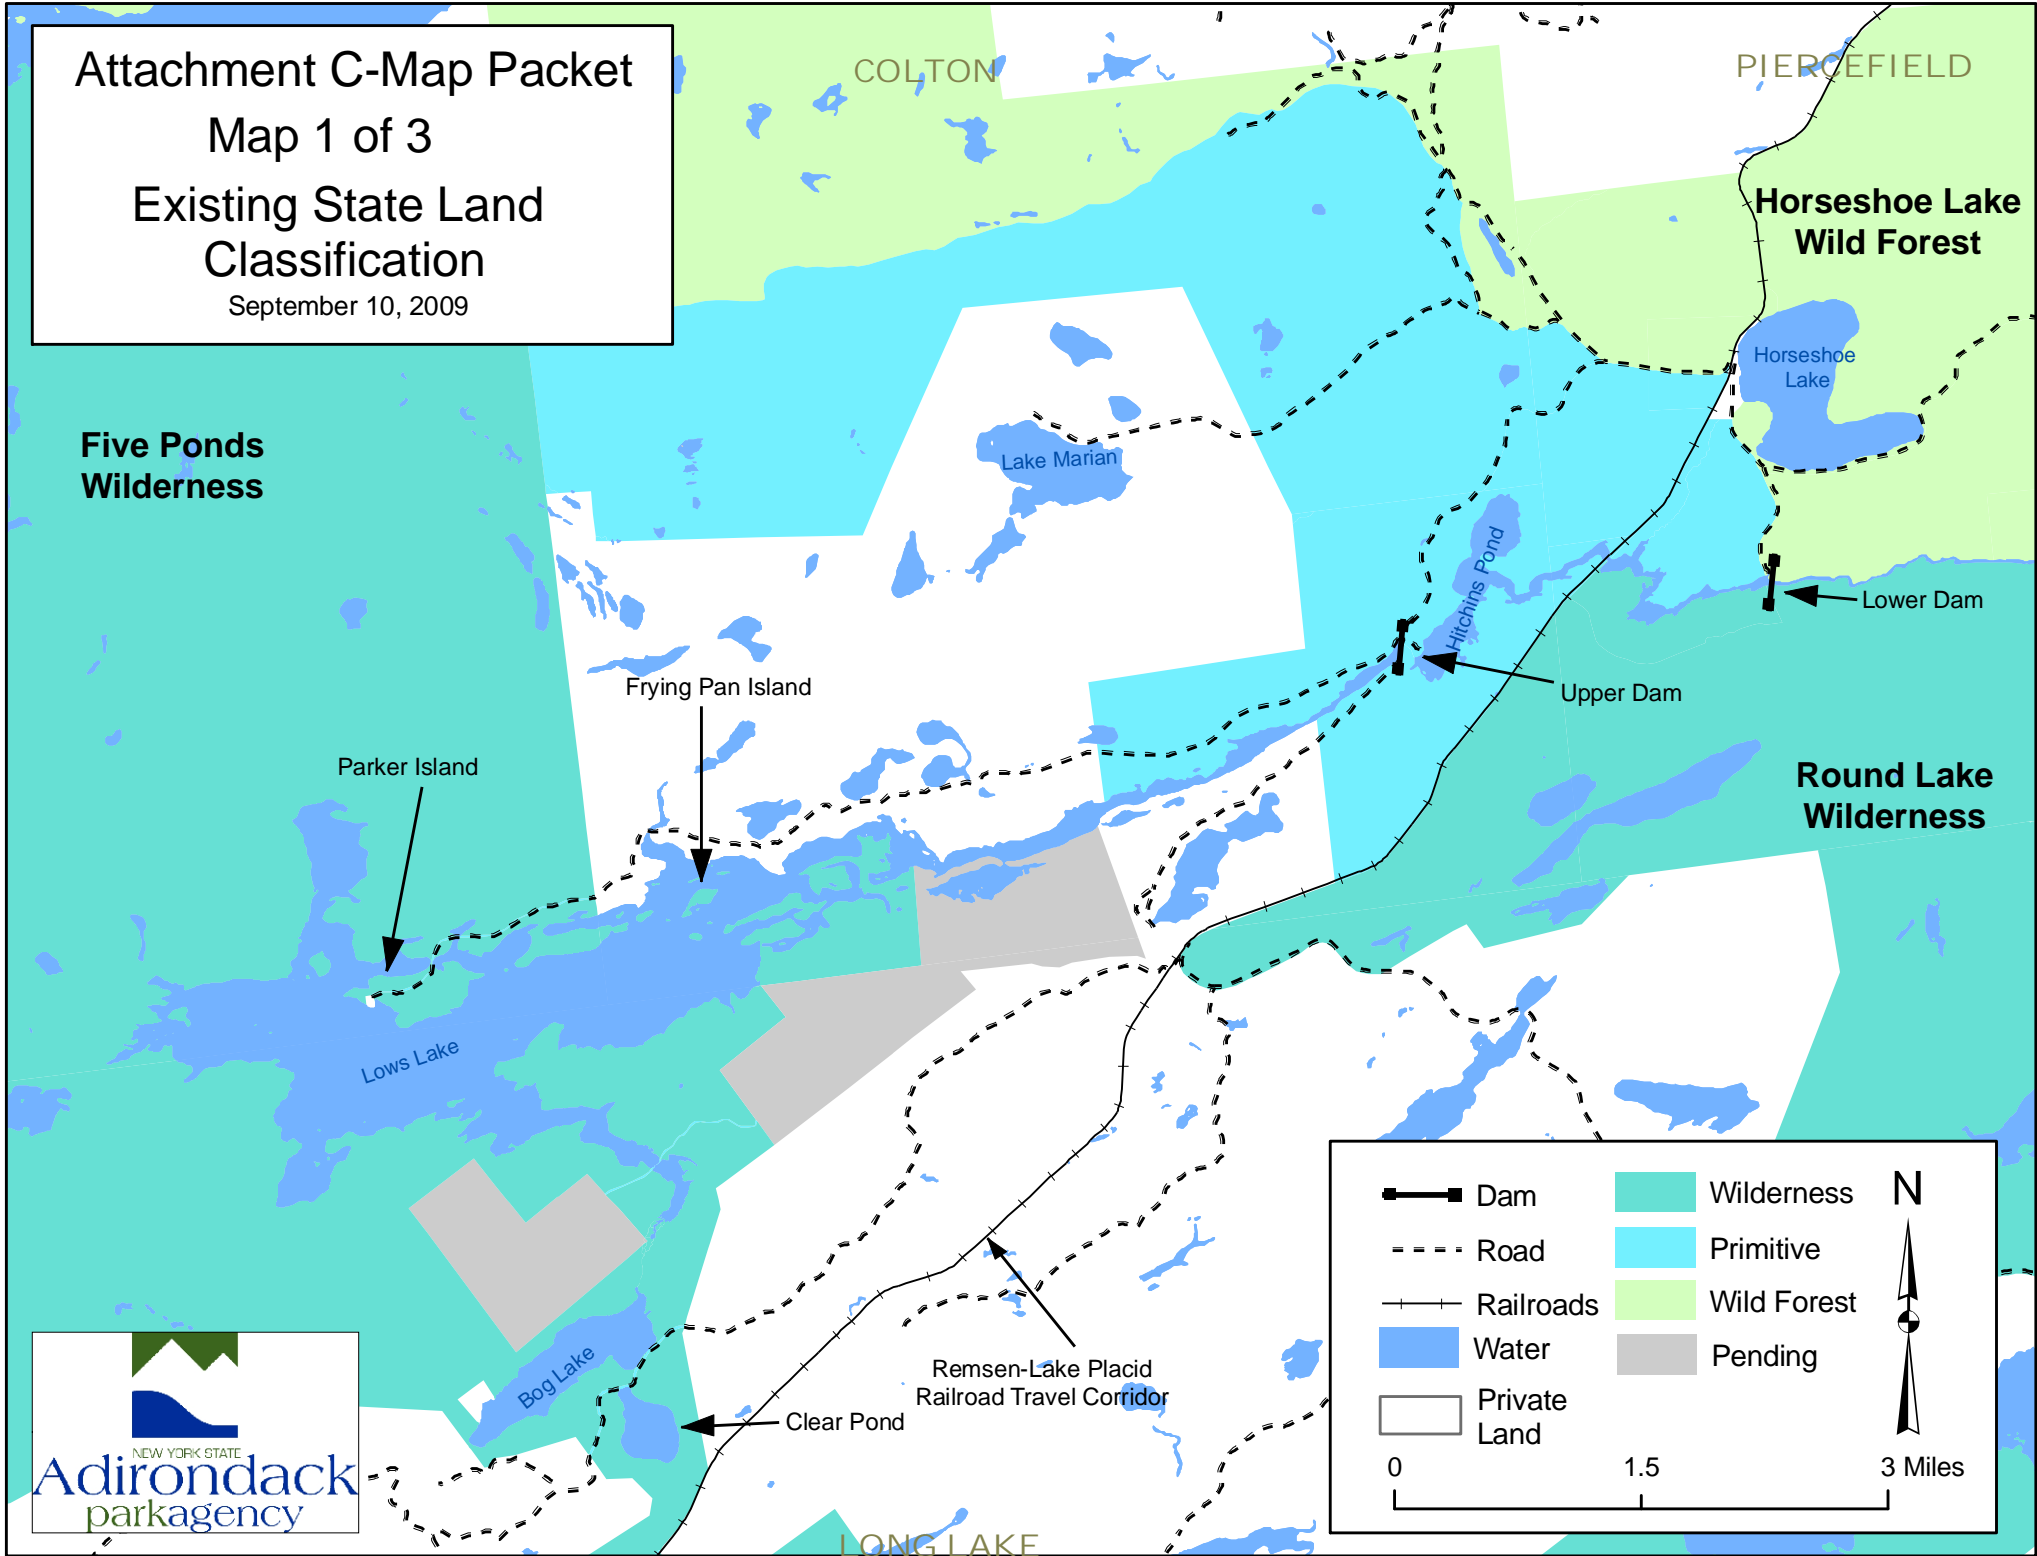 Attachment C-Map Packet
Map 1 of 3
Existing State Land
Classification
September 10, 2009
COLTON
PIERCEFIELD
Horseshoe Lake
Wild Forest
Horseshoe
Lake
Five Ponds
Wilderness
Lake Marian
Hitchins Pond
Lower Dam
Upper Dam
Frying Pan Island
Parker Island
Round Lake
Wilderness
Lows Lake
Bog Lake
Clear Pond
Remsen-Lake Placid
Railroad Travel Corridor
LONG LAKE
Dam
Road
Railroads
Water
Private
Land
Wilderness
Primitive
Wild Forest
Pending
N
0 1.5 3 Miles
NEW YORK STATE
Adirondack
parkagency